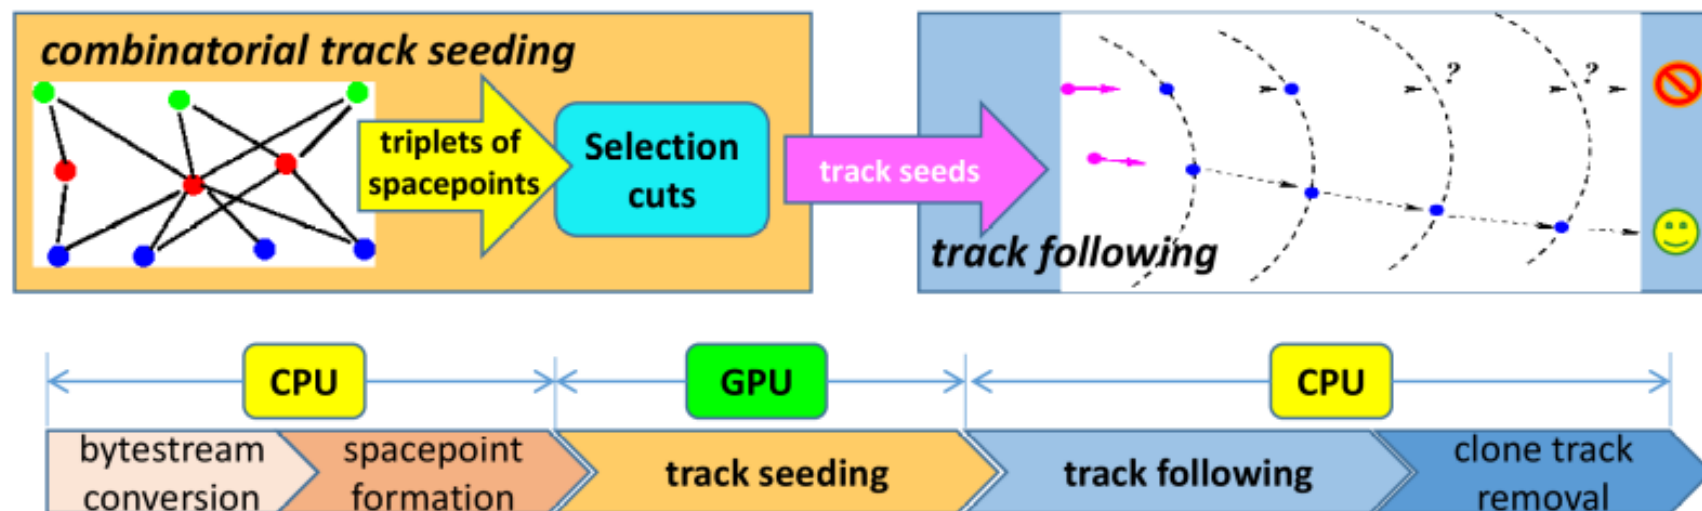 combinatorial track seeding
triplets of
spacepoints
Selection
cuts
track seeds
track following
?
?
CPU
GPU
CPU
bytestream
conversion
spacepoint
formation
track seeding
track following
clone track
removal